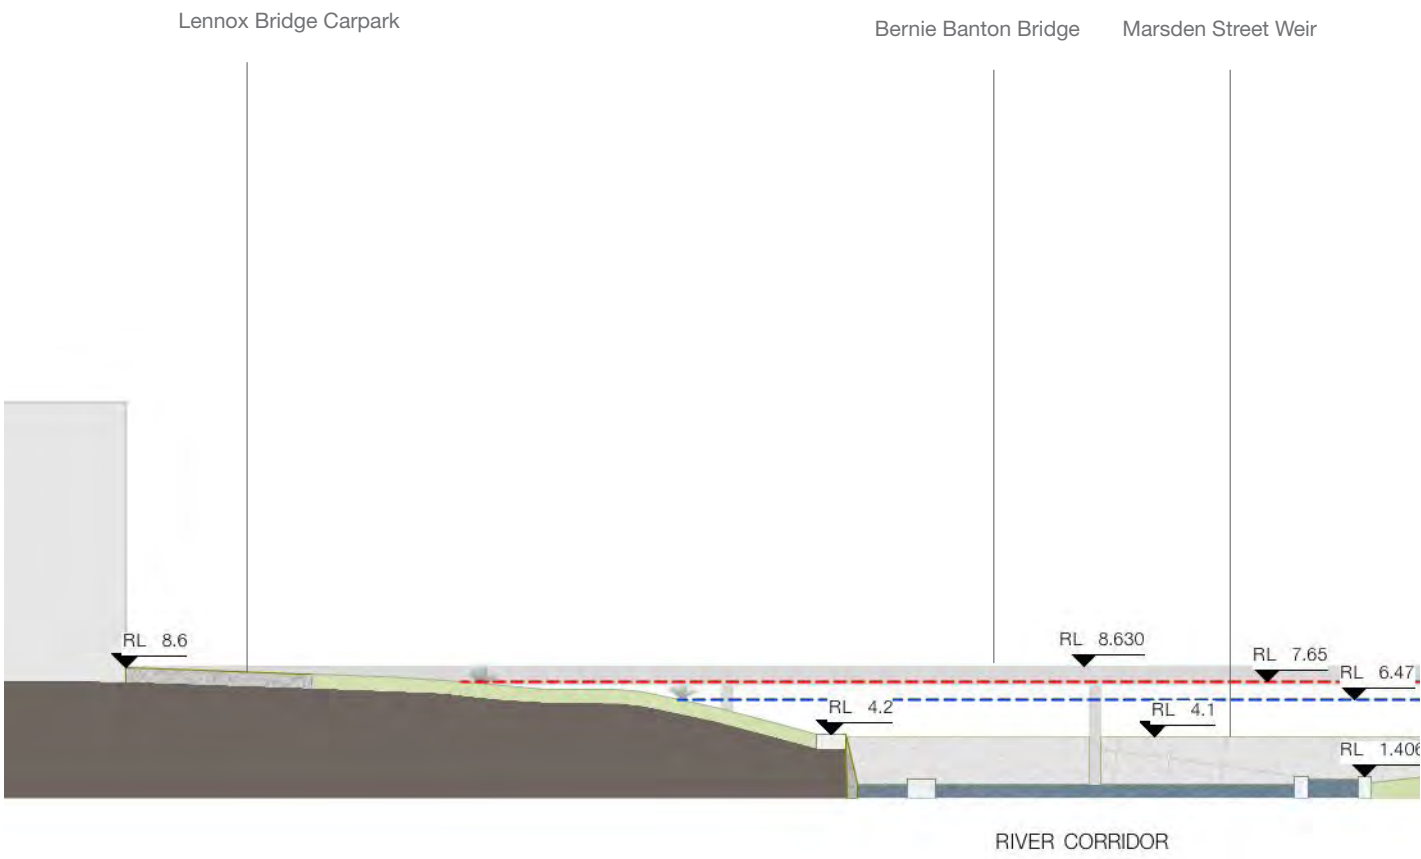 Lennox Bridge Carpark
Bernie Banton Bridge
Marsden Street Weir
RL 8.6
RL 8.630
RL 7.65
RL 6.47
RL 4.2
RL 4.1
RL 1.406
RIVER CORRIDOR